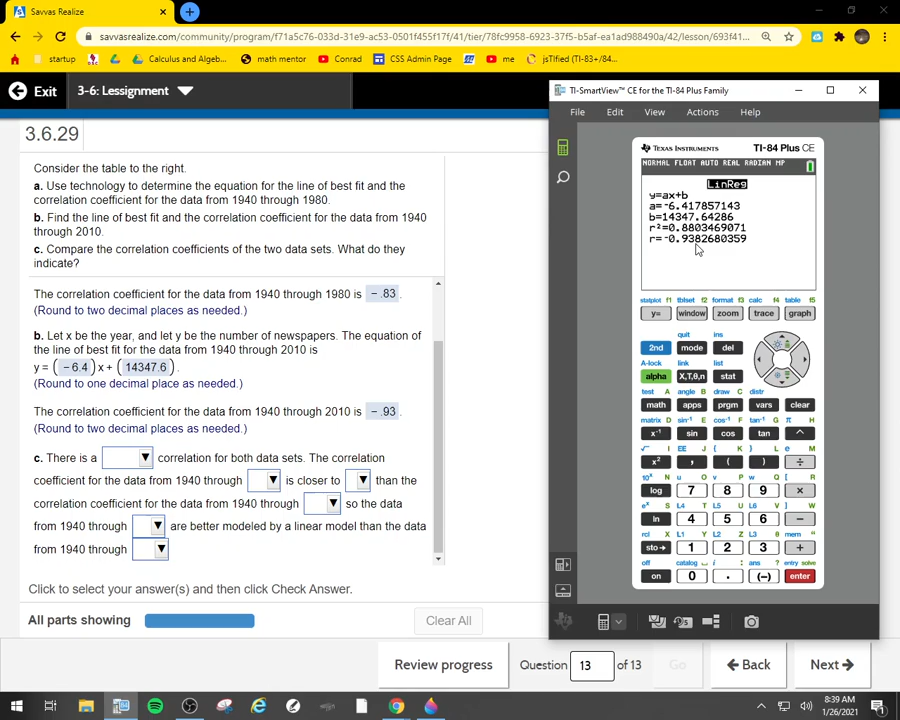 Savvas Realize
savvasrealize.com/community/program/f71a5c76-033d-31e9-ac53-0501f455f17f/41/tier/78fc9958-6923-37f5-b5af-ea1ad988490a/42/lesson/693f41...
startup
Calculus and Algeb...
math mentor
Conrad
CSS Admin Page
me
jsTIfied (TI-83+/84...
Exit
3-6: Lessignment
3.6.29
Consider the table to the right.
a. Use technology to determine the equation for the line of best fit and the
correlation coefficient for the data from 1940 through 1980.
b. Find the line of best fit and the correlation coefficient for the data from 1940
through 2010.
c. Compare the correlation coefficients of the two data sets. What do they
indicate?
The correlation coefficient for the data from 1940 through 1980 is − .83 .
(Round to two decimal places as needed.)
b. Let x be the year, and let y be the number of newspapers. The equation of
the line of best fit for the data from 1940 through 2010 is
y = ( − 6.4 ) x + ( 14347.6 ) .
(Round to one decimal place as needed.)
The correlation coefficient for the data from 1940 through 2010 is − .93 .
(Round to two decimal places as needed.)
c. There is a ▼ correlation for both data sets. The correlation
coefficient for the data from 1940 through ▼ is closer to ▼ than the
correlation coefficient for the data from 1940 through ▼ so the data
from 1940 through ▼ are better modeled by a linear model than the data
from 1940 through ▼
Click to select your answer(s) and then click Check Answer.
All parts showing
Clear All
Review progress
Question 13 of 13
Go
Back
Next
TI-SmartView™ CE for the TI-84 Plus Family
File Edit View Actions Help
TEXAS INSTRUMENTS TI-84 Plus CE
NORMAL FLOAT AUTO REAL RADIAN MP
LinReg
y=ax+b
a=-6.417857143
b=14347.64286
r²=0.8803469071
r=-0.9382680359
statplot f1 tblset f2 format f3 calc f4 table f5
y= window zoom trace graph
quit ins
2nd mode del
A-lock link list
alpha X,T,θ,n stat
test A angle B draw C distr
math apps prgm vars clear
matrix D sin⁻¹ E cos⁻¹ F tan⁻¹ G π H
x⁻¹ sin cos tan ^
√ I EE J { K } L e M
x² , ( ) ÷
10ˣ N u O v P w Q [ R
log 7 8 9 ×
eˣ S L4 T L5 U L6 V ] W
ln 4 5 6 −
rcl X L1 Y L2 Z L3 θ mem "
sto→ 1 2 3 +
off catalog i : ans ? entry solve
on 0 . (−) enter
8:39 AM
1/26/2021